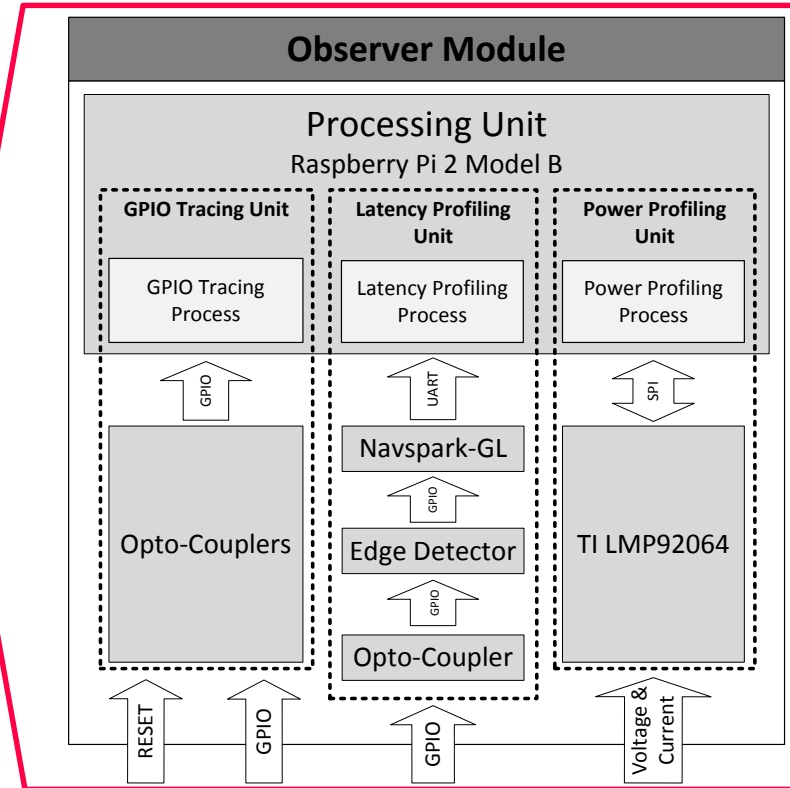 Observer Module
Processing Unit
Raspberry Pi 2 Model B
GPIO Tracing Unit
GPIO Tracing
Process
GPIO
Opto-Couplers
RESET
GPIO
Latency Profiling
Unit
Latency Profiling
Process
UART
Navspark-GL
GPIO
Edge Detector
GPIO
Opto-Coupler
GPIO
Power Profiling
Unit
Power Profiling
Process
SPI
TI LMP92064
Voltage &
Current